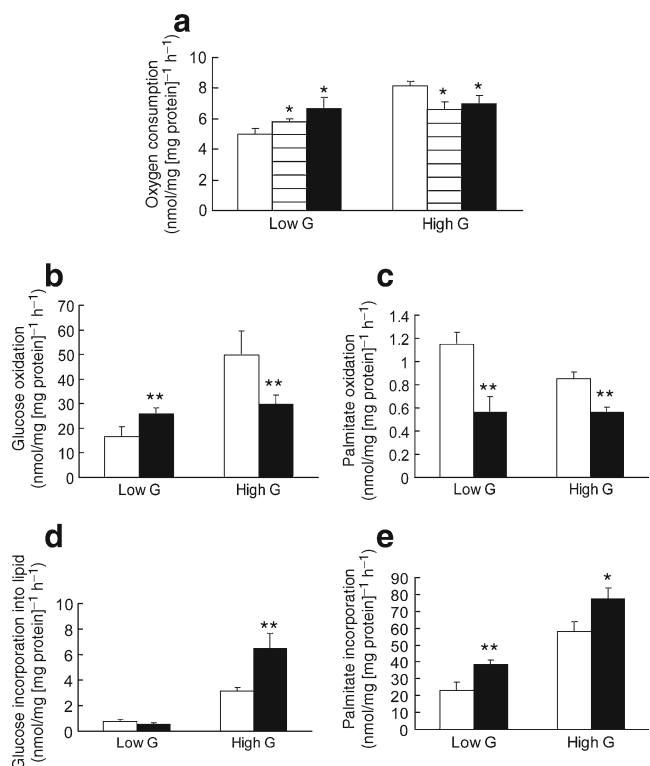 a
Oxygen consumption
(nmol/mg [mg protein]⁻¹ h⁻¹)
10
8
6
4
2
0
*
*
*
*
Low G
High G
b
Glucose oxidation
(nmol/mg [mg protein]⁻¹ h⁻¹)
70
60
50
40
30
20
10
0
**
**
Low G
High G
c
Palmitate oxidation
(nmol/mg [mg protein]⁻¹ h⁻¹)
1.4
1.2
1
0.8
0.6
0.4
0.2
0
**
**
Low G
High G
d
Glucose incorporation into lipid
(nmol/mg [mg protein]⁻¹ h⁻¹)
10
8
6
4
2
0
**
Low G
High G
e
Palmitate incorporation
(nmol/mg [mg protein]⁻¹ h⁻¹)
90
80
70
60
50
40
30
20
10
0
**
*
Low G
High G